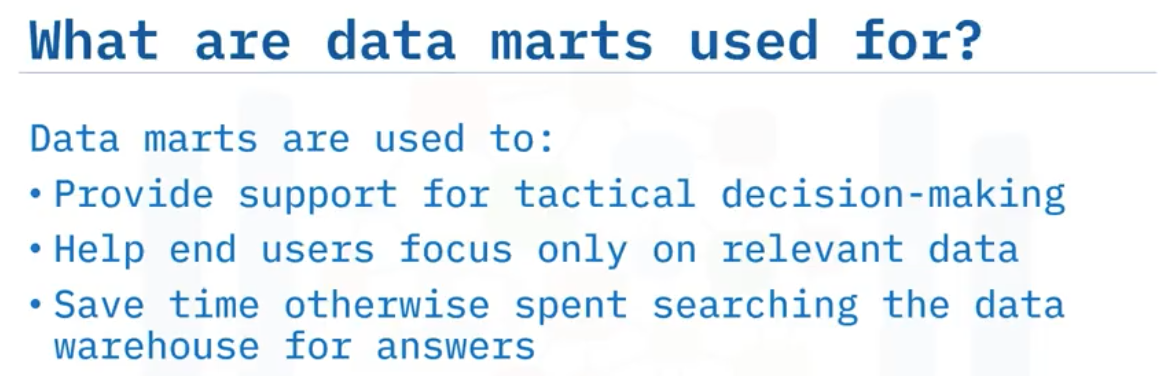 What are data marts used for?
Data marts are used to:
• Provide support for tactical decision-making
• Help end users focus only on relevant data
• Save time otherwise spent searching the data
warehouse for answers